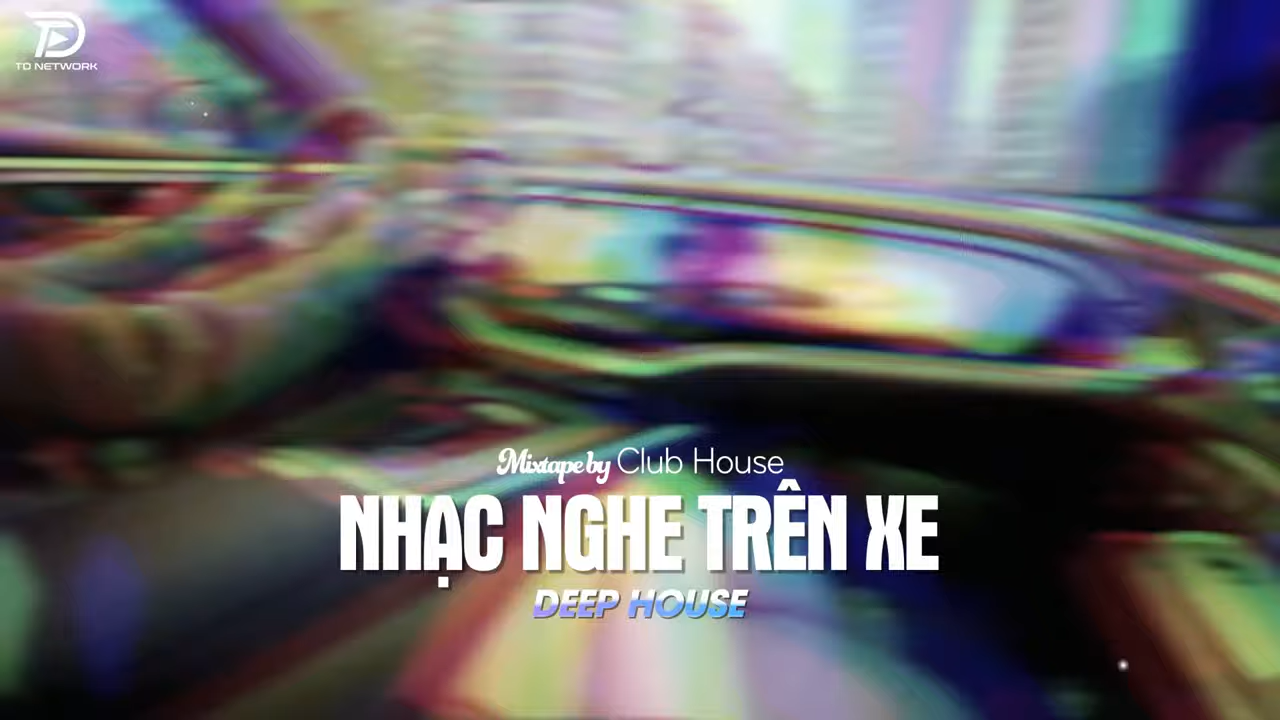 TD NETWORK
Mixtape by Club House
NHẠC NGHE TRÊN XE
DEEP HOUSE